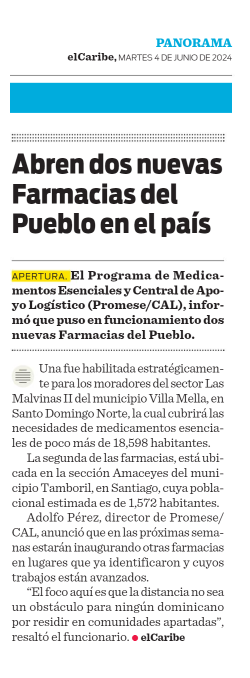 PANORAMA
elCaribe, MARTES 4 DE JUNIO DE 2024
Abren dos nuevas
Farmacias del
Pueblo en el país
APERTURA. El Programa de Medica-
mentos Esenciales y Central de Apo-
yo Logístico (Promese/CAL), infor-
mó que puso en funcionamiento dos
nuevas Farmacias del Pueblo.
Una fue habilitada estratégicamen-
te para los moradores del sector Las
Malvinas II del municipio Villa Mella, en
Santo Domingo Norte, la cual cubrirá las
necesidades de medicamentos esencia-
les de poco más de 18,598 habitantes.
La segunda de las farmacias, está ubi-
cada en la sección Amaceyes del muni-
cipio Tamboril, en Santiago, cuya pobla-
cional estimada es de 1,572 habitantes.
Adolfo Pérez, director de Promese/
CAL, anunció que en las próximas sema-
nas estarán inaugurando otras farmacias
en lugares que ya identificaron y cuyos
trabajos están avanzados.
“El foco aquí es que la distancia no sea
un obstáculo para ningún dominicano
por residir en comunidades apartadas”,
resaltó el funcionario. ● elCaribe